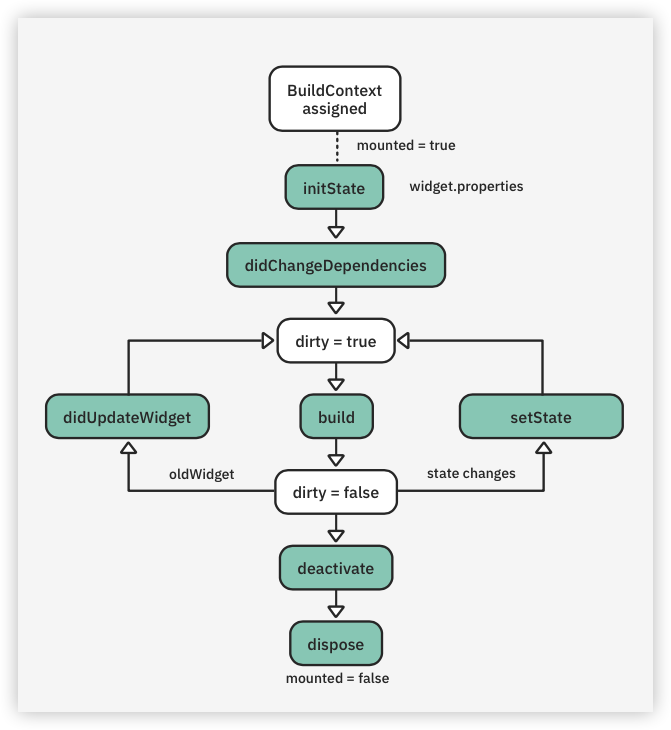 BuildContext
assigned
mounted = true
initState
widget.properties
didChangeDependencies
dirty = true
didUpdateWidget
build
setState
oldWidget
state changes
dirty = false
deactivate
dispose
mounted = false